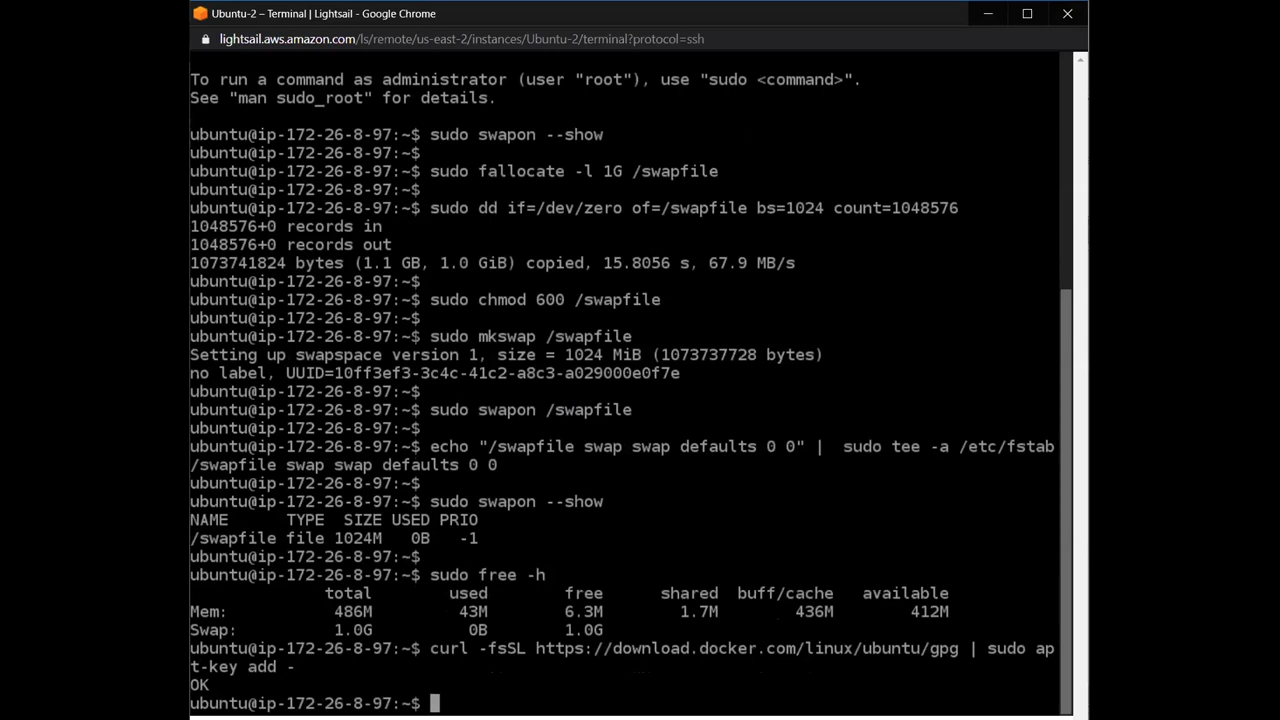 Ubuntu-2 – Terminal | Lightsail - Google Chrome
lightsail.aws.amazon.com/ls/remote/us-east-2/instances/Ubuntu-2/terminal?protocol=ssh
To run a command as administrator (user "root"), use "sudo <command>".
See "man sudo_root" for details.
ubuntu@ip-172-26-8-97:~$ sudo swapon --show
ubuntu@ip-172-26-8-97:~$
ubuntu@ip-172-26-8-97:~$ sudo fallocate -l 1G /swapfile
ubuntu@ip-172-26-8-97:~$
ubuntu@ip-172-26-8-97:~$ sudo dd if=/dev/zero of=/swapfile bs=1024 count=1048576
1048576+0 records in
1048576+0 records out
1073741824 bytes (1.1 GB, 1.0 GiB) copied, 15.8056 s, 67.9 MB/s
ubuntu@ip-172-26-8-97:~$
ubuntu@ip-172-26-8-97:~$ sudo chmod 600 /swapfile
ubuntu@ip-172-26-8-97:~$
ubuntu@ip-172-26-8-97:~$ sudo mkswap /swapfile
Setting up swapspace version 1, size = 1024 MiB (1073737728 bytes)
no label, UUID=10ff3ef3-3c4c-41c2-a8c3-a029000e0f7e
ubuntu@ip-172-26-8-97:~$
ubuntu@ip-172-26-8-97:~$ sudo swapon /swapfile
ubuntu@ip-172-26-8-97:~$
ubuntu@ip-172-26-8-97:~$ echo "/swapfile swap swap defaults 0 0" |  sudo tee -a /etc/fstab
/swapfile swap swap defaults 0 0
ubuntu@ip-172-26-8-97:~$
ubuntu@ip-172-26-8-97:~$ sudo swapon --show
NAME      TYPE  SIZE USED PRIO
/swapfile file 1024M   0B   -1
ubuntu@ip-172-26-8-97:~$
ubuntu@ip-172-26-8-97:~$ sudo free -h
              total        used        free      shared  buff/cache   available
Mem:           486M         43M        6.3M        1.7M        436M        412M
Swap:          1.0G          0B        1.0G
ubuntu@ip-172-26-8-97:~$ curl -fsSL https://download.docker.com/linux/ubuntu/gpg | sudo ap
t-key add -
OK
ubuntu@ip-172-26-8-97:~$